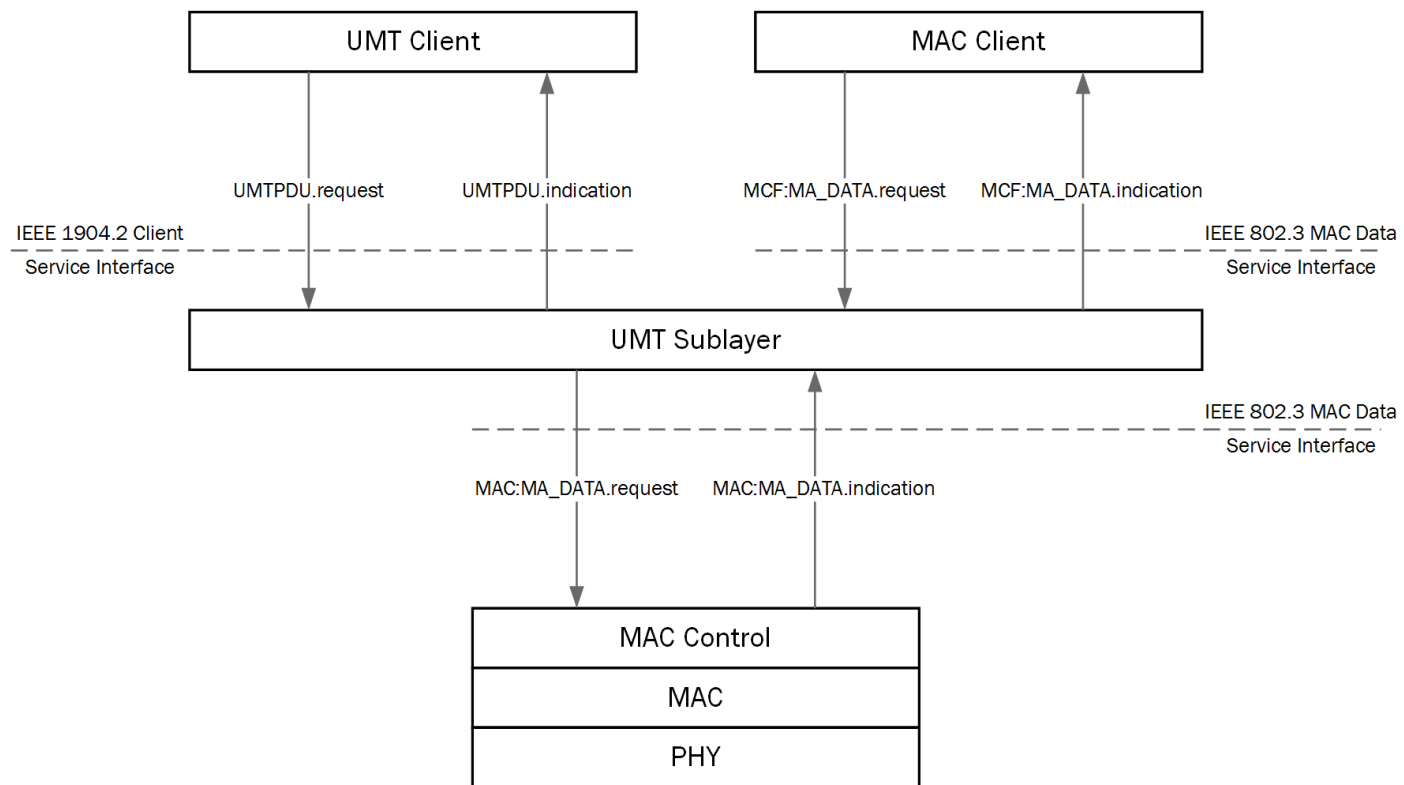 UMT Client
MAC Client
UMTPDU.request
UMTPDU.indication
MCF:MA_DATA.request
MCF:MA_DATA.indication
IEEE 1904.2 Client
Service Interface
IEEE 802.3 MAC Data
Service Interface
UMT Sublayer
IEEE 802.3 MAC Data
Service Interface
MAC:MA_DATA.request
MAC:MA_DATA.indication
MAC Control
MAC
PHY